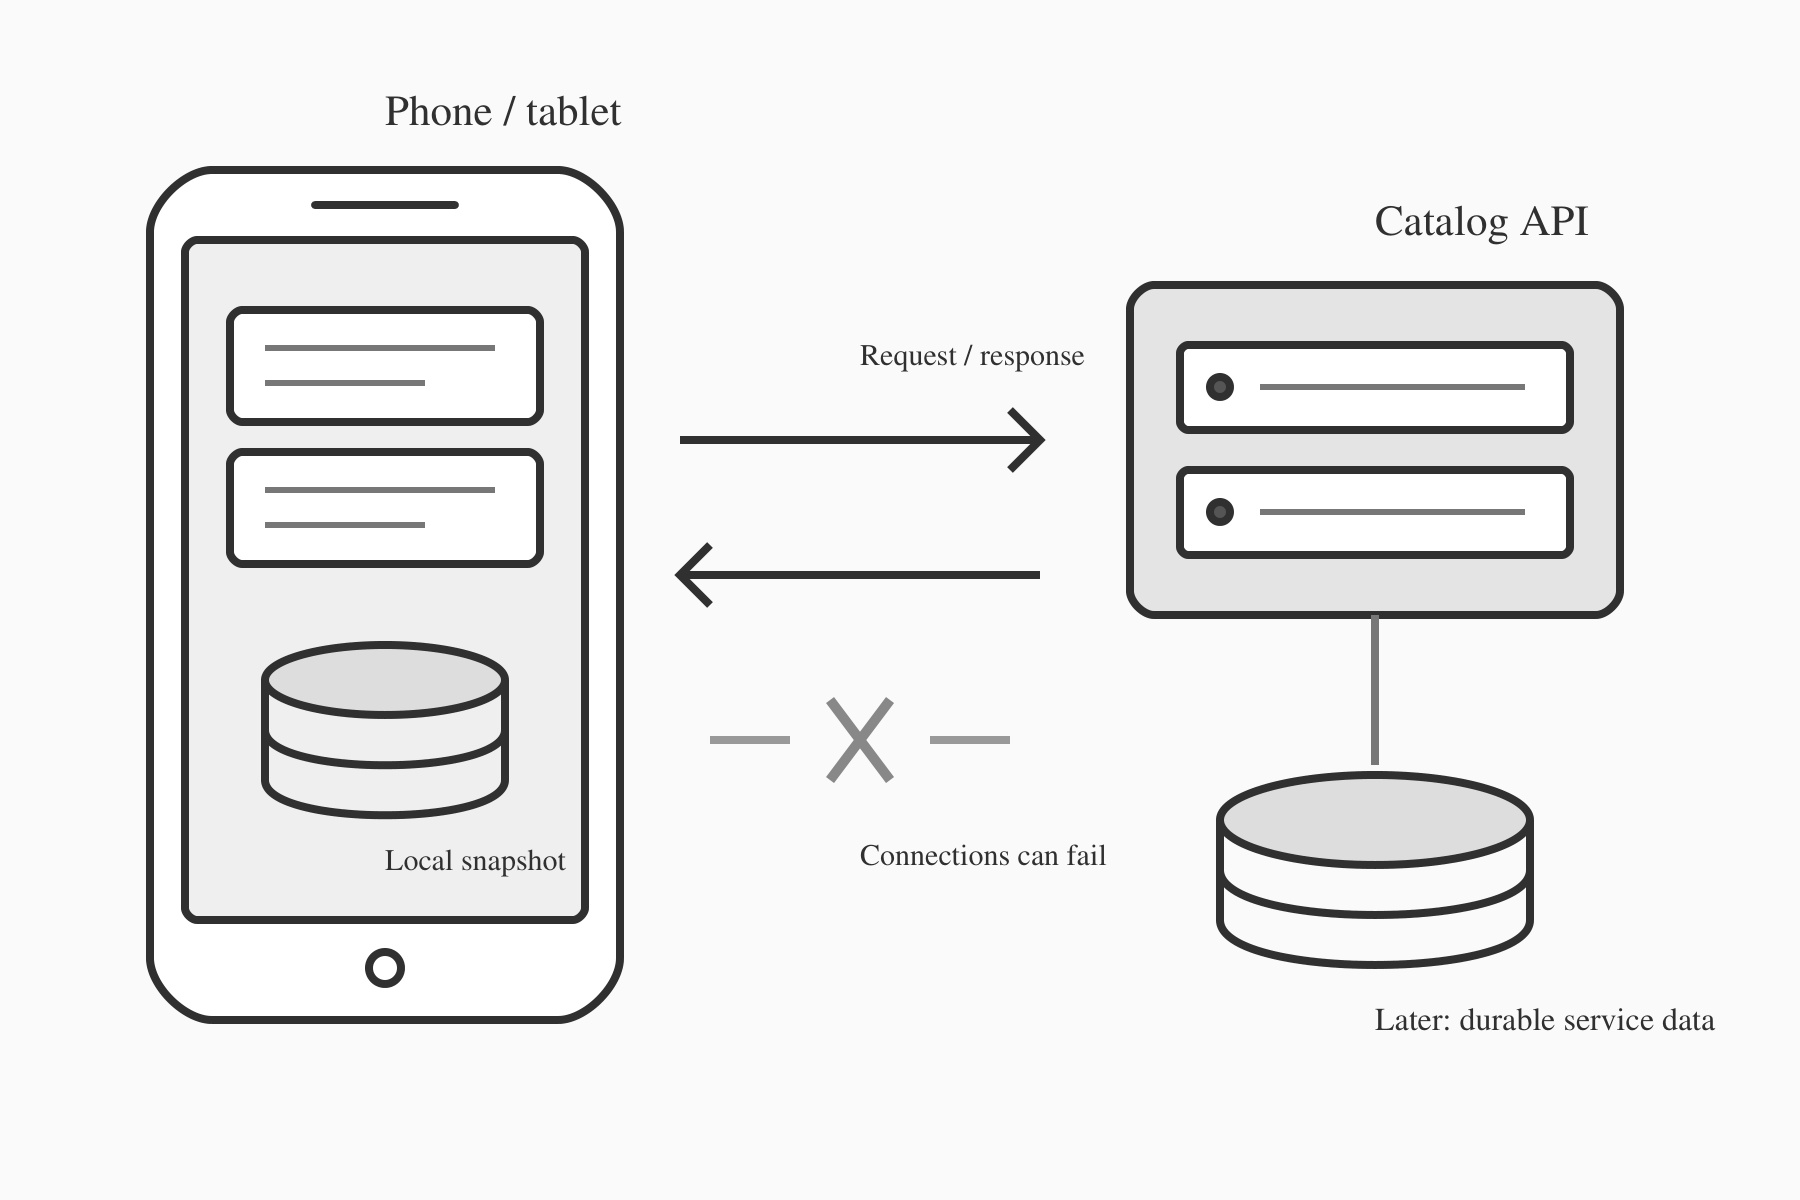 Phone / tablet
Catalog API
Request / response
Local snapshot
Connections can fail
Later: durable service data